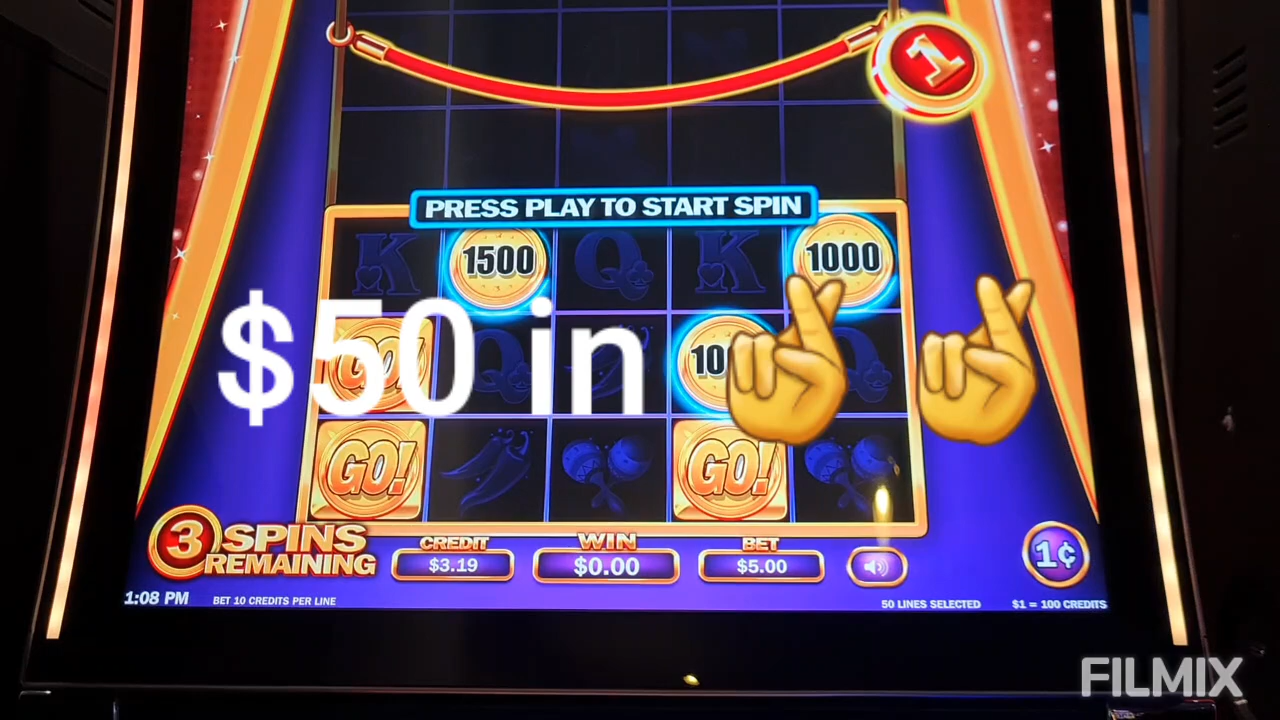 1
PRESS PLAY TO START SPIN
K
1500
Q
K
1000
$50 in
GO!
Q
Q
GO!
GO!
3 SPINS
REMAINING
CREDIT
$3.19
WIN
$0.00
BET
$5.00
1¢
1:08 PM
BET 10 CREDITS PER LINE
50 LINES SELECTED
$1 = 100 CREDITS
FILMIX